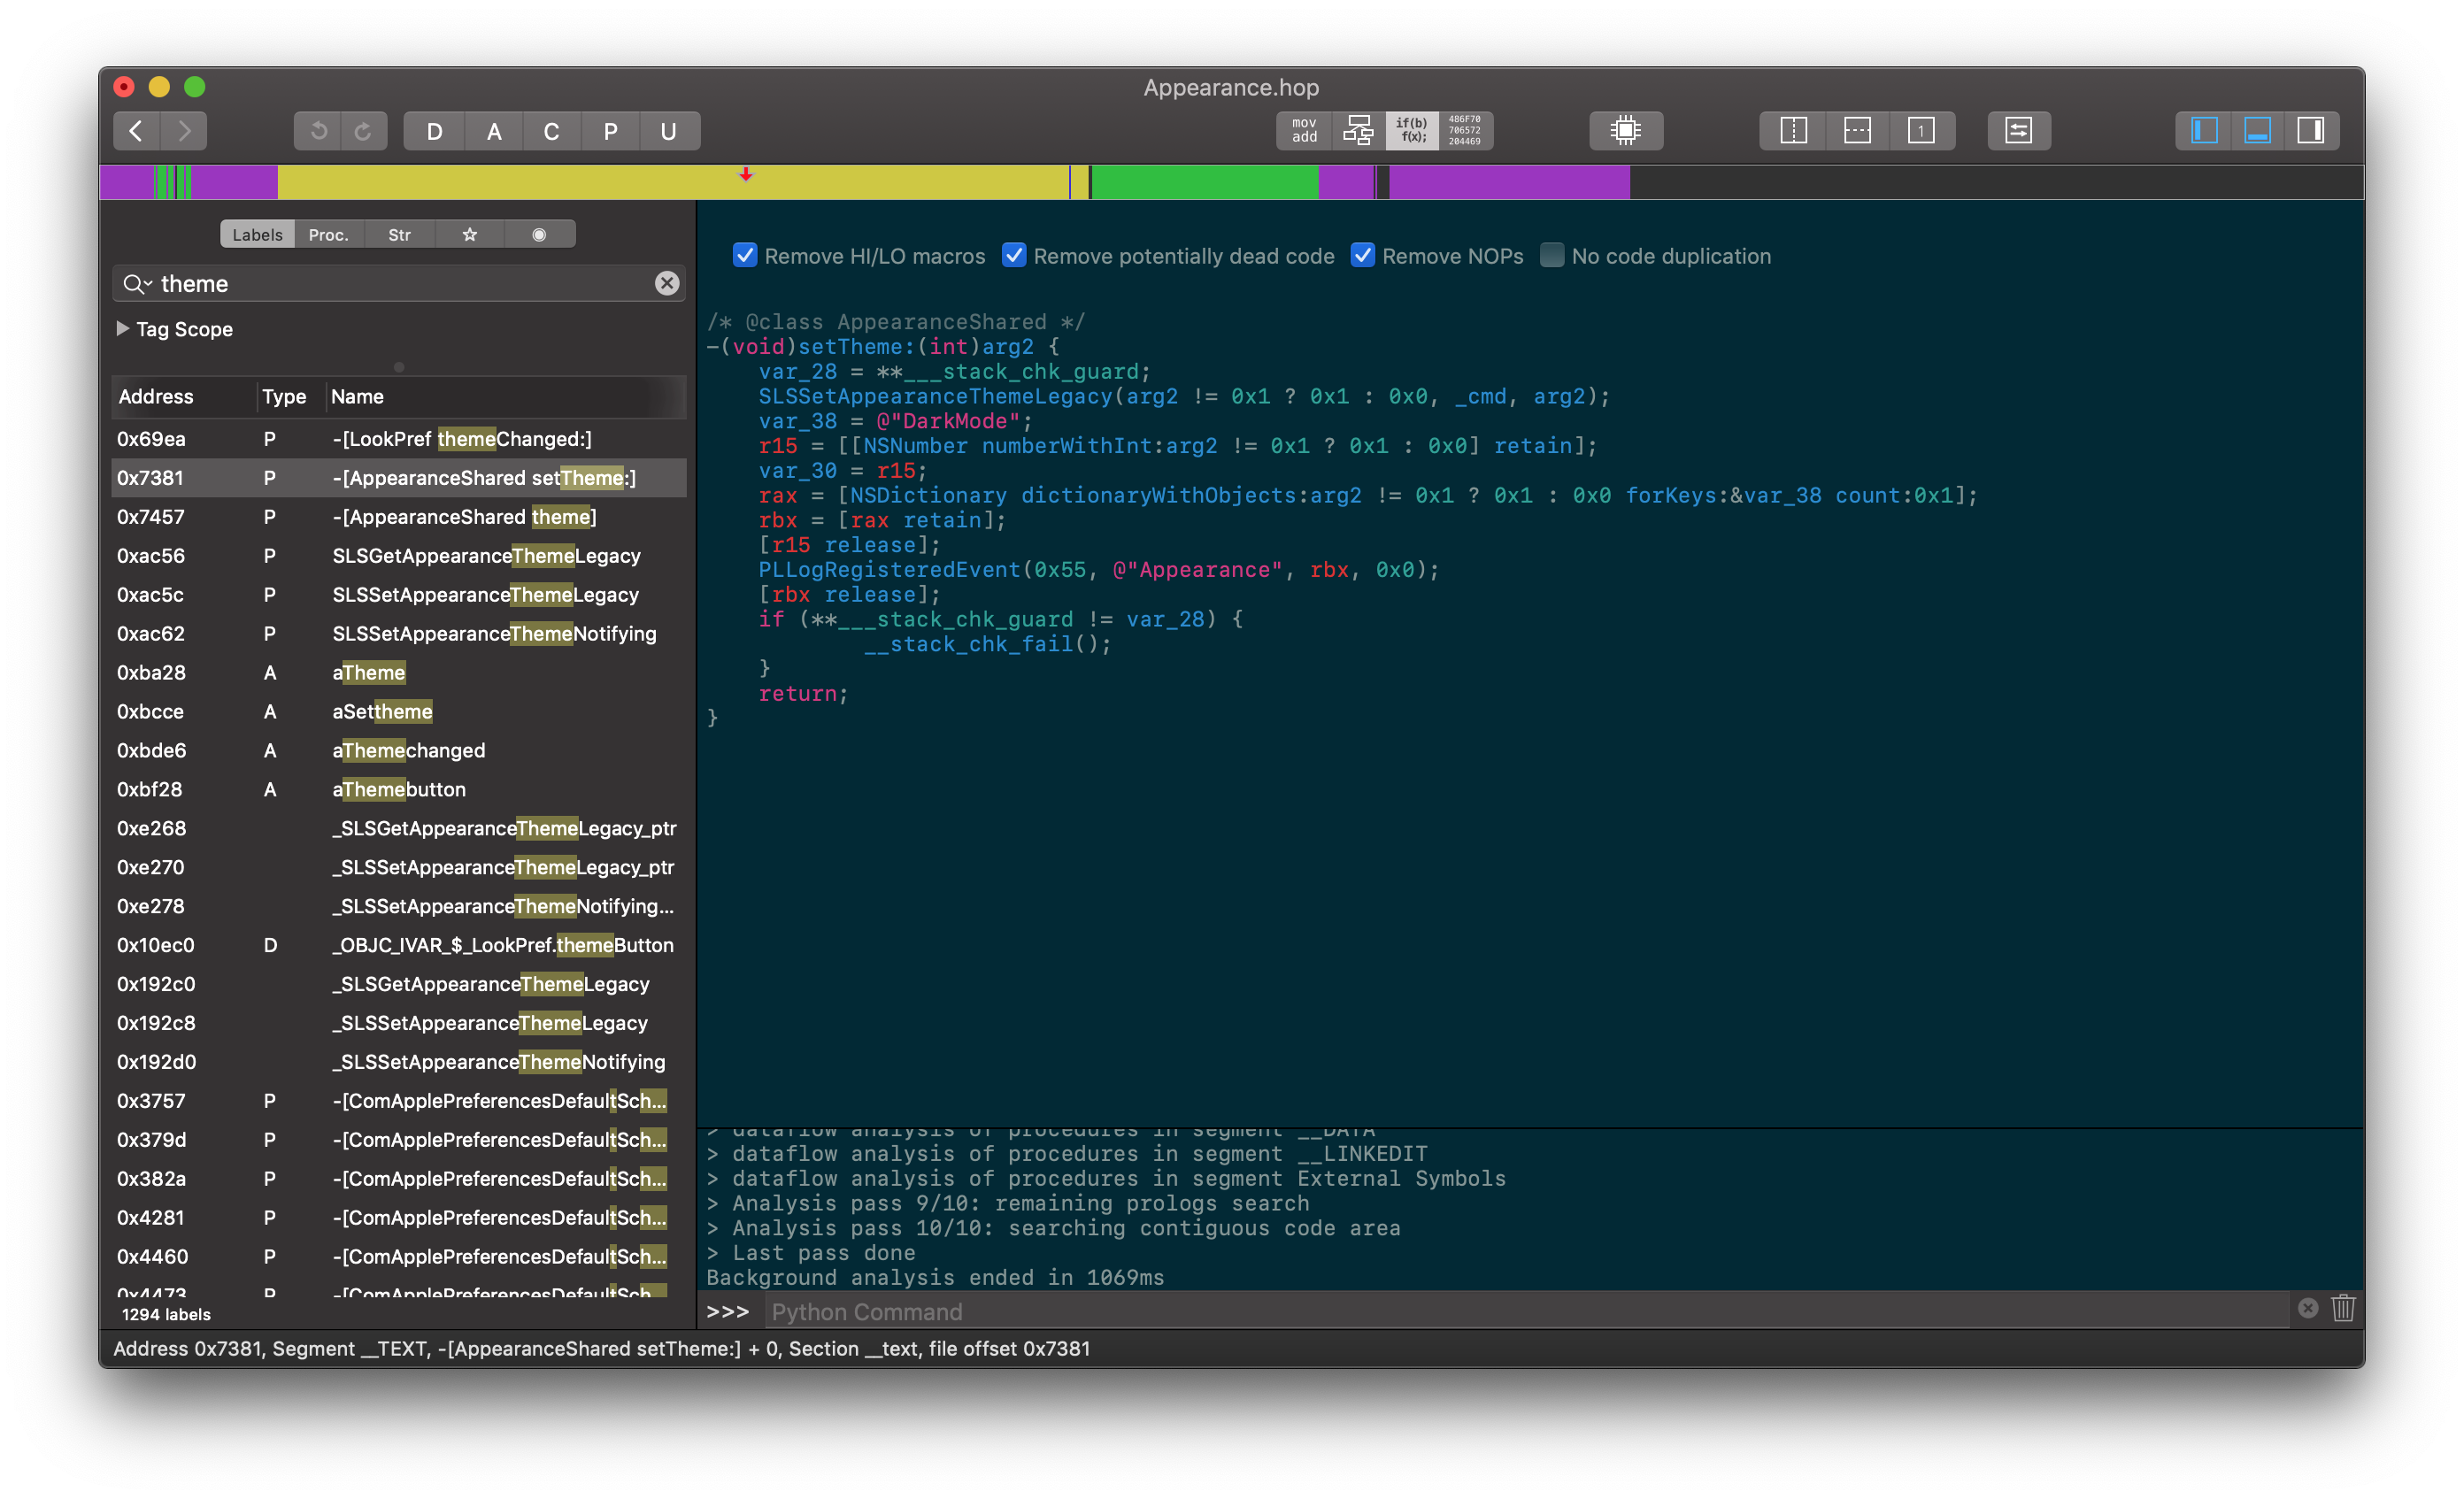 Appearance.hop
D A C P U
mov add
if(b) f(x);
486F70 706572 204469
1
Labels Proc. Str
theme
Tag Scope
Address Type Name
0x69ea P -[LookPref themeChanged:]
0x7381 P -[AppearanceShared setTheme:]
0x7457 P -[AppearanceShared theme]
0xac56 P SLSGetAppearanceThemeLegacy
0xac5c P SLSSetAppearanceThemeLegacy
0xac62 P SLSSetAppearanceThemeNotifying
0xba28 A aTheme
0xbcce A aSettheme
0xbde6 A aThemechanged
0xbf28 A aThemebutton
0xe268 _SLSGetAppearanceThemeLegacy_ptr
0xe270 _SLSSetAppearanceThemeLegacy_ptr
0xe278 _SLSSetAppearanceThemeNotifying...
0x10ec0 D _OBJC_IVAR_$_LookPref.themeButton
0x192c0 _SLSGetAppearanceThemeLegacy
0x192c8 _SLSSetAppearanceThemeLegacy
0x192d0 _SLSSetAppearanceThemeNotifying
0x3757 P -[ComApplePreferencesDefaultSch...
0x379d P -[ComApplePreferencesDefaultSch...
0x382a P -[ComApplePreferencesDefaultSch...
0x4281 P -[ComApplePreferencesDefaultSch...
0x4460 P -[ComApplePreferencesDefaultSch...
0x4473 P -[ComApplePreferencesDefaultSch...
1294 labels
Remove HI/LO macros Remove potentially dead code Remove NOPs No code duplication
/* @class AppearanceShared */
-(void)setTheme:(int)arg2 {
    var_28 = **___stack_chk_guard;
    SLSSetAppearanceThemeLegacy(arg2 != 0x1 ? 0x1 : 0x0, _cmd, arg2);
    var_38 = @"DarkMode";
    r15 = [[NSNumber numberWithInt:arg2 != 0x1 ? 0x1 : 0x0] retain];
    var_30 = r15;
    rax = [NSDictionary dictionaryWithObjects:arg2 != 0x1 ? 0x1 : 0x0 forKeys:&var_38 count:0x1];
    rbx = [rax retain];
    [r15 release];
    PLLogRegisteredEvent(0x55, @"Appearance", rbx, 0x0);
    [rbx release];
    if (**___stack_chk_guard != var_28) {
            __stack_chk_fail();
    }
    return;
}
> dataflow analysis of procedures in segment __DATA
> dataflow analysis of procedures in segment __LINKEDIT
> dataflow analysis of procedures in segment External Symbols
> Analysis pass 9/10: remaining prologs search
> Analysis pass 10/10: searching contiguous code area
> Last pass done
Background analysis ended in 1069ms
>>> Python Command
Address 0x7381, Segment __TEXT, -[AppearanceShared setTheme:] + 0, Section __text, file offset 0x7381